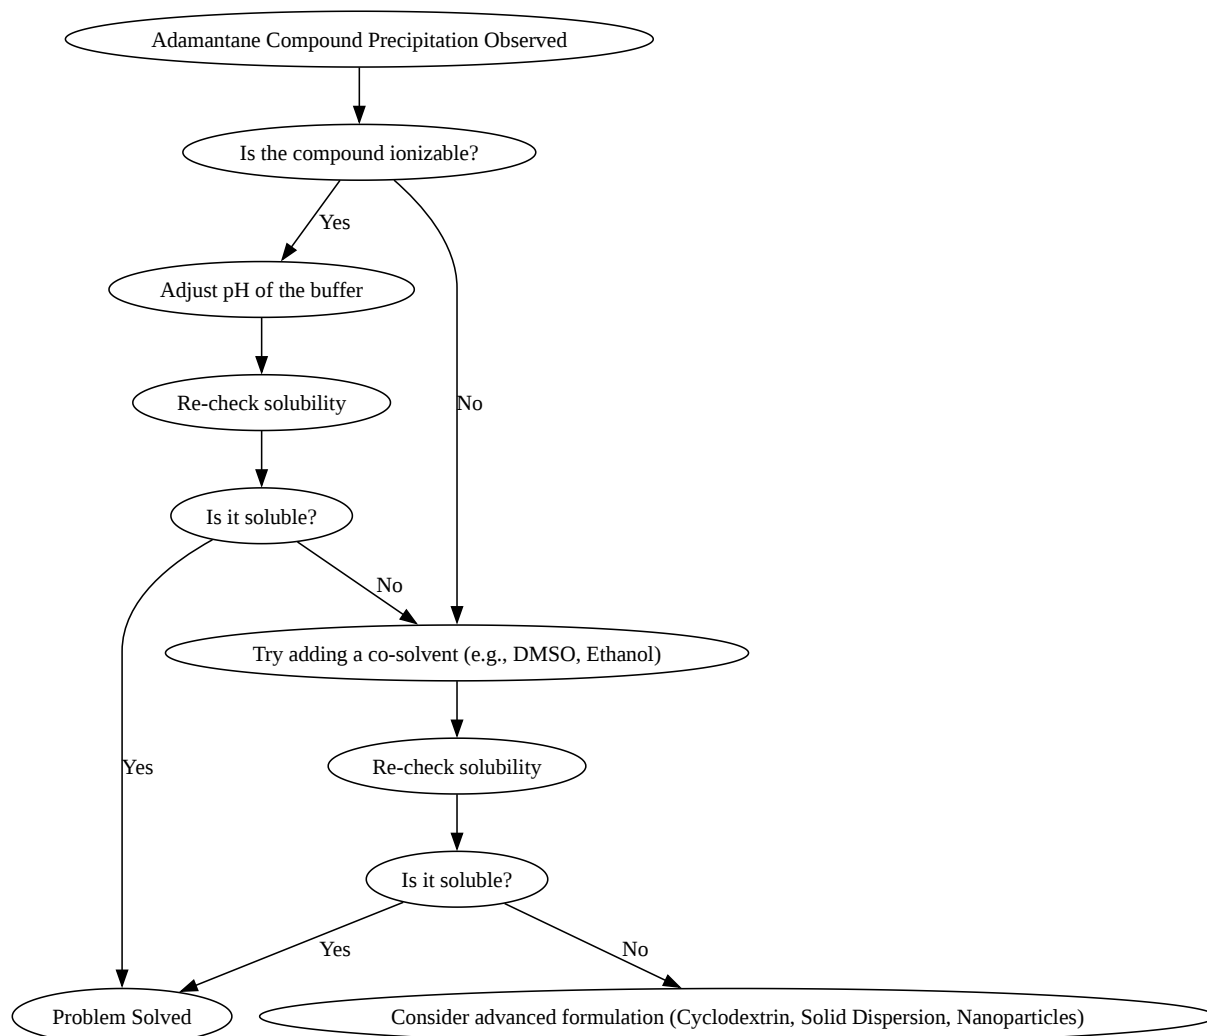 Adamantane Compound Precipitation Observed
Is the compound ionizable?
Yes
Adjust pH of the buffer
Re-check solubility
No
Is it soluble?
No
Try adding a co-solvent (e.g., DMSO, Ethanol)
Yes
Re-check solubility
Is it soluble?
Yes
No
Problem Solved
Consider advanced formulation (Cyclodextrin, Solid Dispersion, Nanoparticles)